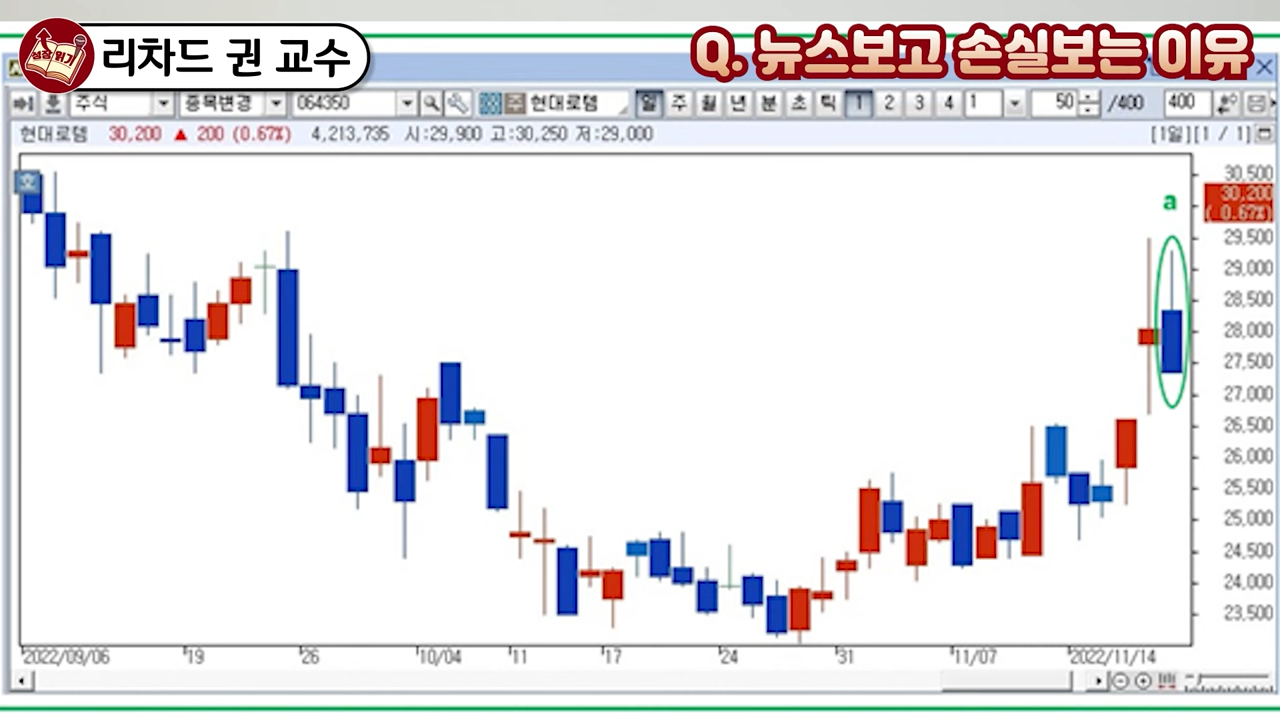 성장 읽기
리차드 권 교수
Q. 뉴스보고 손실보는 이유
주식 종목변경 064350 현대로템 일 주 월 년 분 초 틱 1 2 3 4 1 50 /400 400
현대로템 30,200 ▲ 200 (0.67%) 4,213,735 시:29,900 고:30,250 저:29,000 [1일][1 / 1]
30,500
30,200
( 0.67%)
29,500
29,000
28,500
28,000
27,500
27,000
26,500
26,000
25,500
25,000
24,500
24,000
23,500
a
2022/09/06 19 26 10/04 11 17 24 31 11/07 2022/11/14